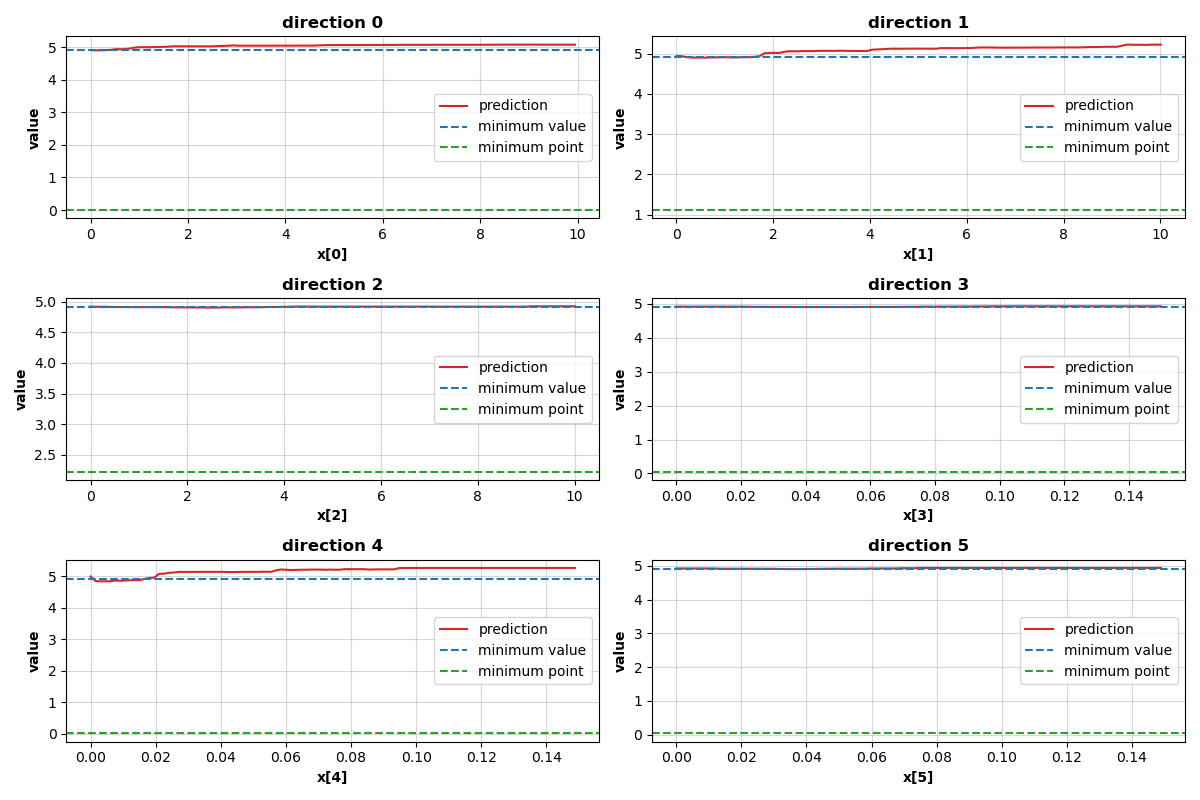 direction 0
value
5
4
3
2
1
0
prediction
minimum value
minimum point
0 2 4 6 8 10
x[0]
direction 1
value
5
4
3
2
1
prediction
minimum value
minimum point
0 2 4 6 8 10
x[1]
direction 2
value
5.0
4.5
4.0
3.5
3.0
2.5
prediction
minimum value
minimum point
0 2 4 6 8 10
x[2]
direction 3
value
5
4
3
2
1
0
prediction
minimum value
minimum point
0.00 0.02 0.04 0.06 0.08 0.10 0.12 0.14
x[3]
direction 4
value
5
4
3
2
1
0
prediction
minimum value
minimum point
0.00 0.02 0.04 0.06 0.08 0.10 0.12 0.14
x[4]
direction 5
value
5
4
3
2
1
0
prediction
minimum value
minimum point
0.00 0.02 0.04 0.06 0.08 0.10 0.12 0.14
x[5]